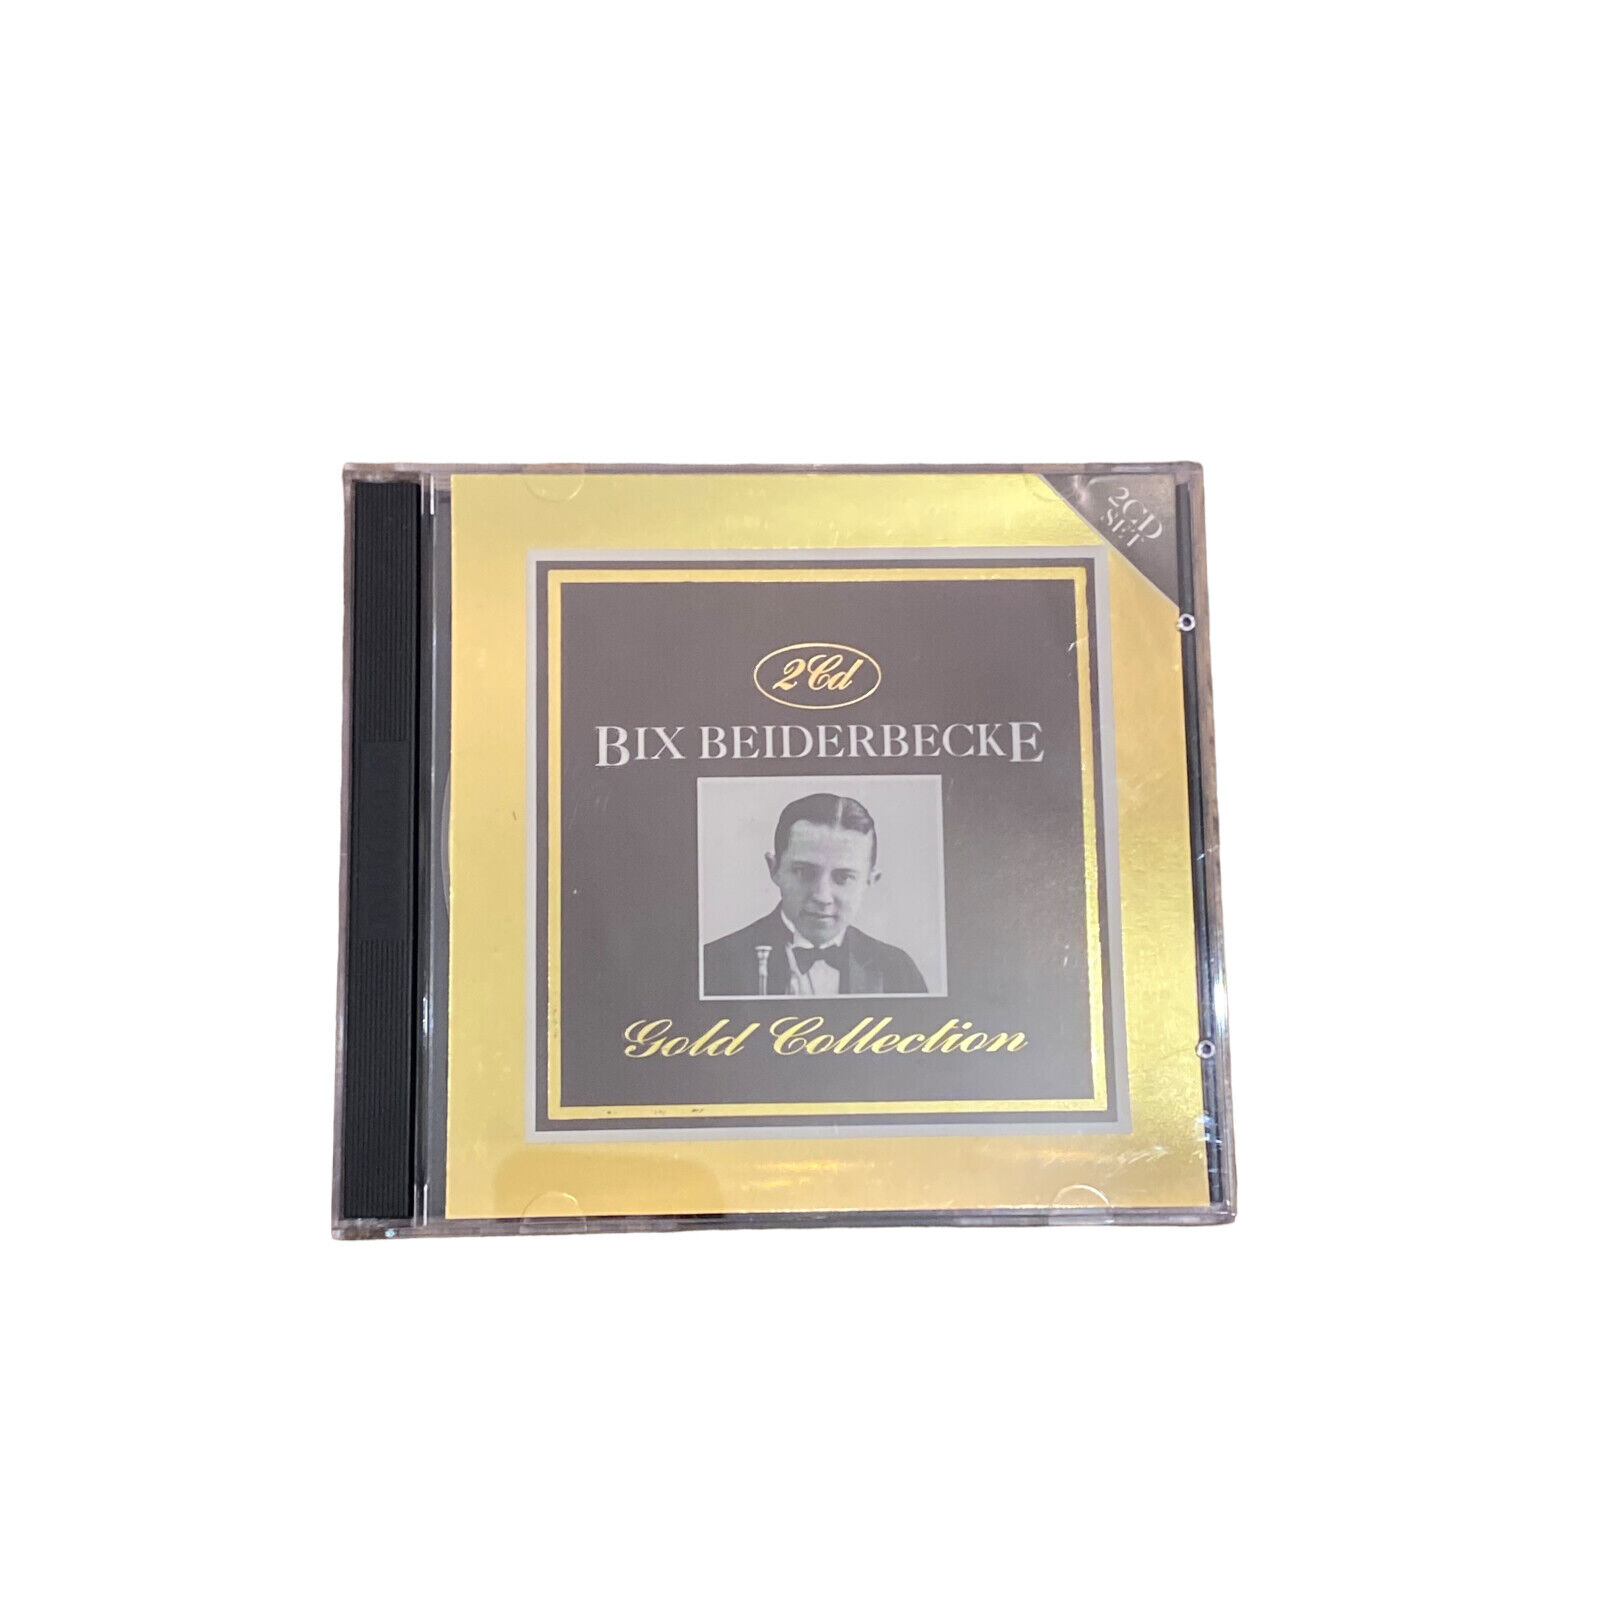 2CD
SET
2Cd
BIX BEIDERBECKE
Gold Collection